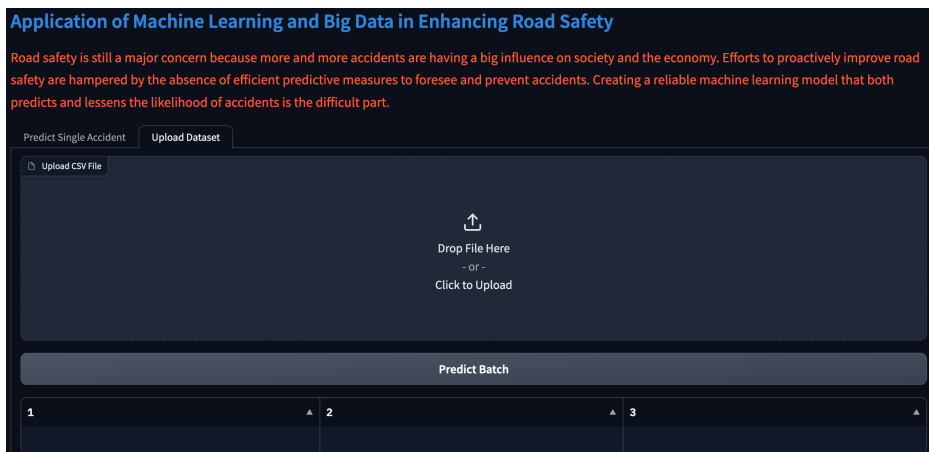 Application of Machine Learning and Big Data in Enhancing Road Safety
Road safety is still a major concern because more and more accidents are having a big influence on society and the economy. Efforts to proactively improve road
safety are hampered by the absence of efficient predictive measures to foresee and prevent accidents. Creating a reliable machine learning model that both
predicts and lessens the likelihood of accidents is the difficult part.
Predict Single Accident Upload Dataset
Upload CSV File
Drop File Here
- or -
Click to Upload
Predict Batch
1 2 3